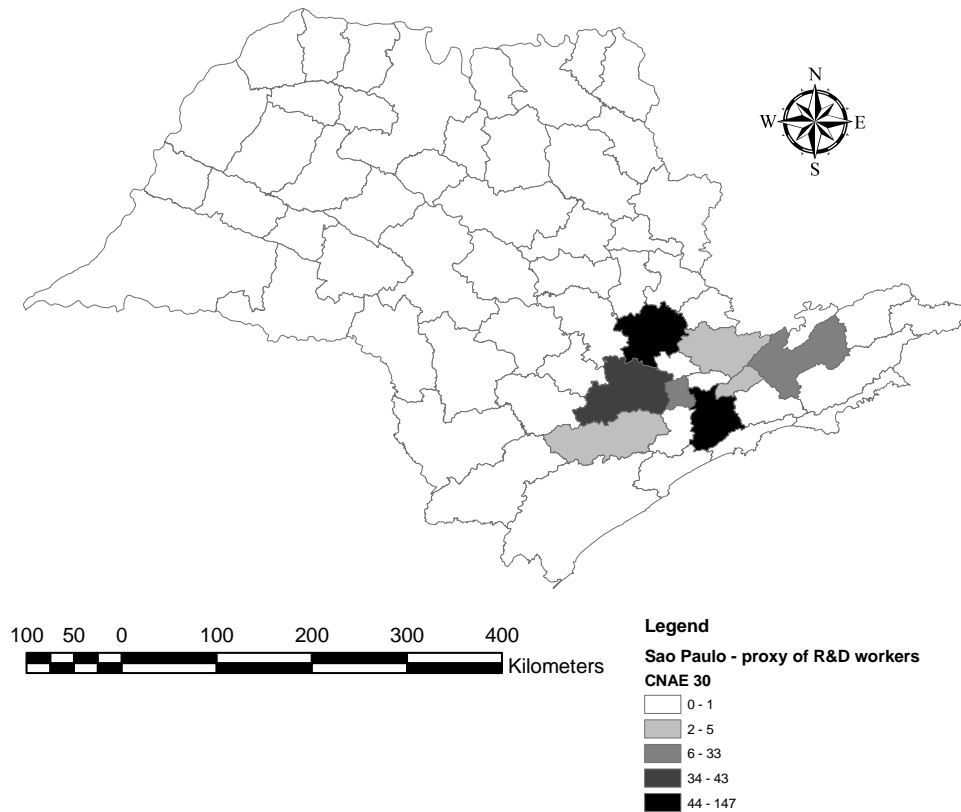 N
W E
S
100 50 0 100 200 300 400
Kilometers
Legend
Sao Paulo - proxy of R&D workers
CNAE 30
0 - 1
2 - 5
6 - 33
34 - 43
44 - 147